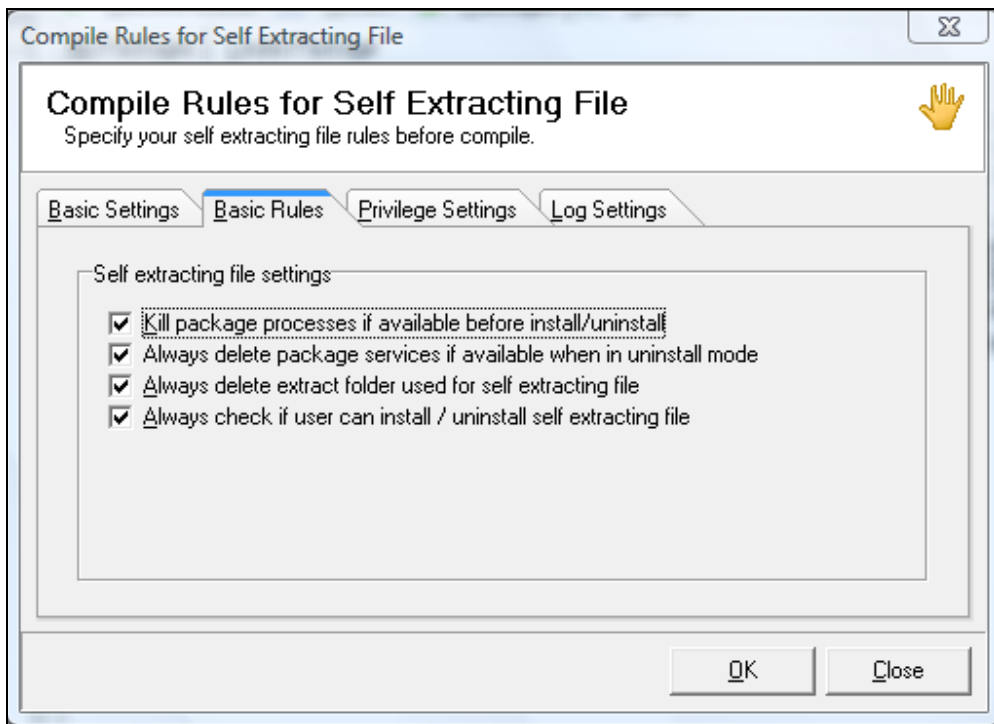 Compile Rules for Self Extracting File
Compile Rules for Self Extracting File
Specify your self extracting file rules before compile.
Basic Settings
Basic Rules
Privilege Settings
Log Settings
Self extracting file settings
Kill package processes if available before install/uninstall
Always delete package services if available when in uninstall mode
Always delete extract folder used for self extracting file
Always check if user can install / uninstall self extracting file
OK
Close